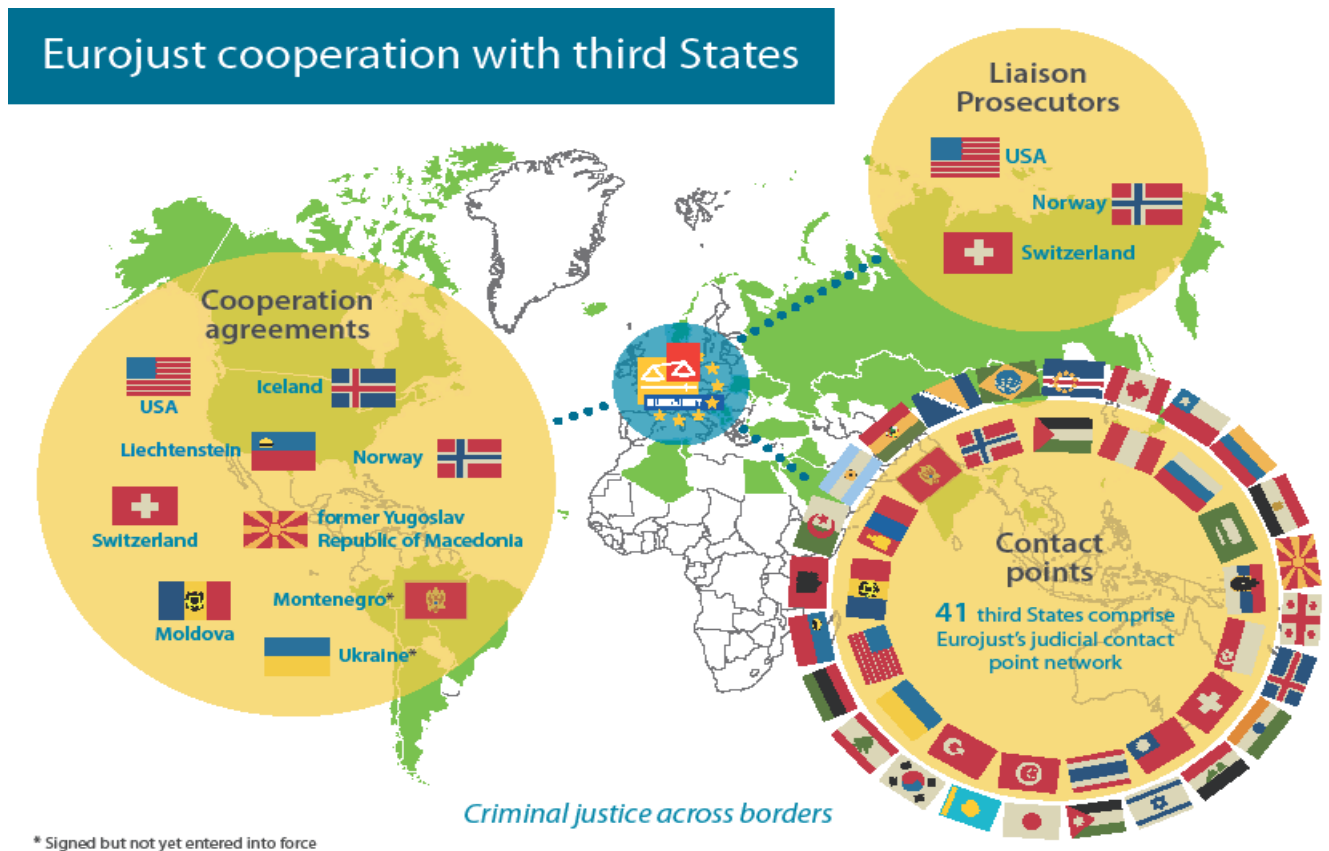 Eurojust cooperation with third States
Liaison
Prosecutors
USA
Norway
Switzerland
Cooperation
agreements
USA
Iceland
Liechtenstein
Norway
Switzerland
former Yugoslav
Republic of Macedonia
Moldova
Montenegro*
Ukraine*
Contact
points
41 third States comprise
Eurojust's judicial contact
point network
Criminal justice across borders
* Signed but not yet entered into force